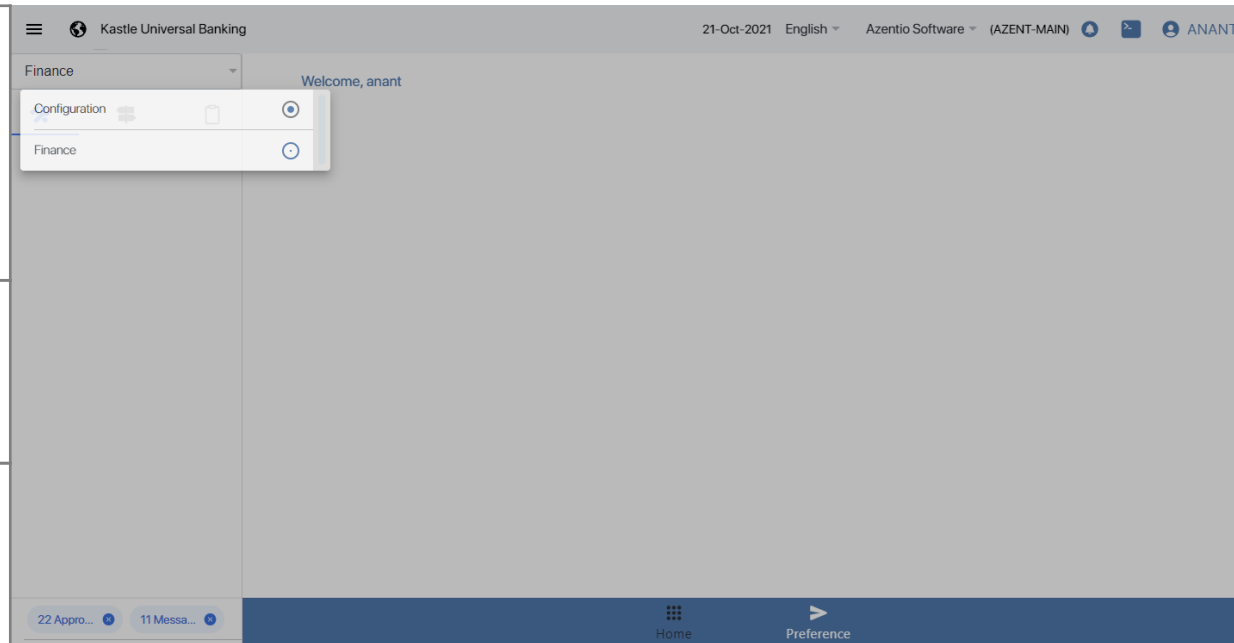 Kastle Universal Banking
21-Oct-2021 English Azentio Software (AZENT-MAIN) ANANT
Finance
Welcome, anant
Configuration
Finance
22 Appro... 11 Messa...
Home Preference